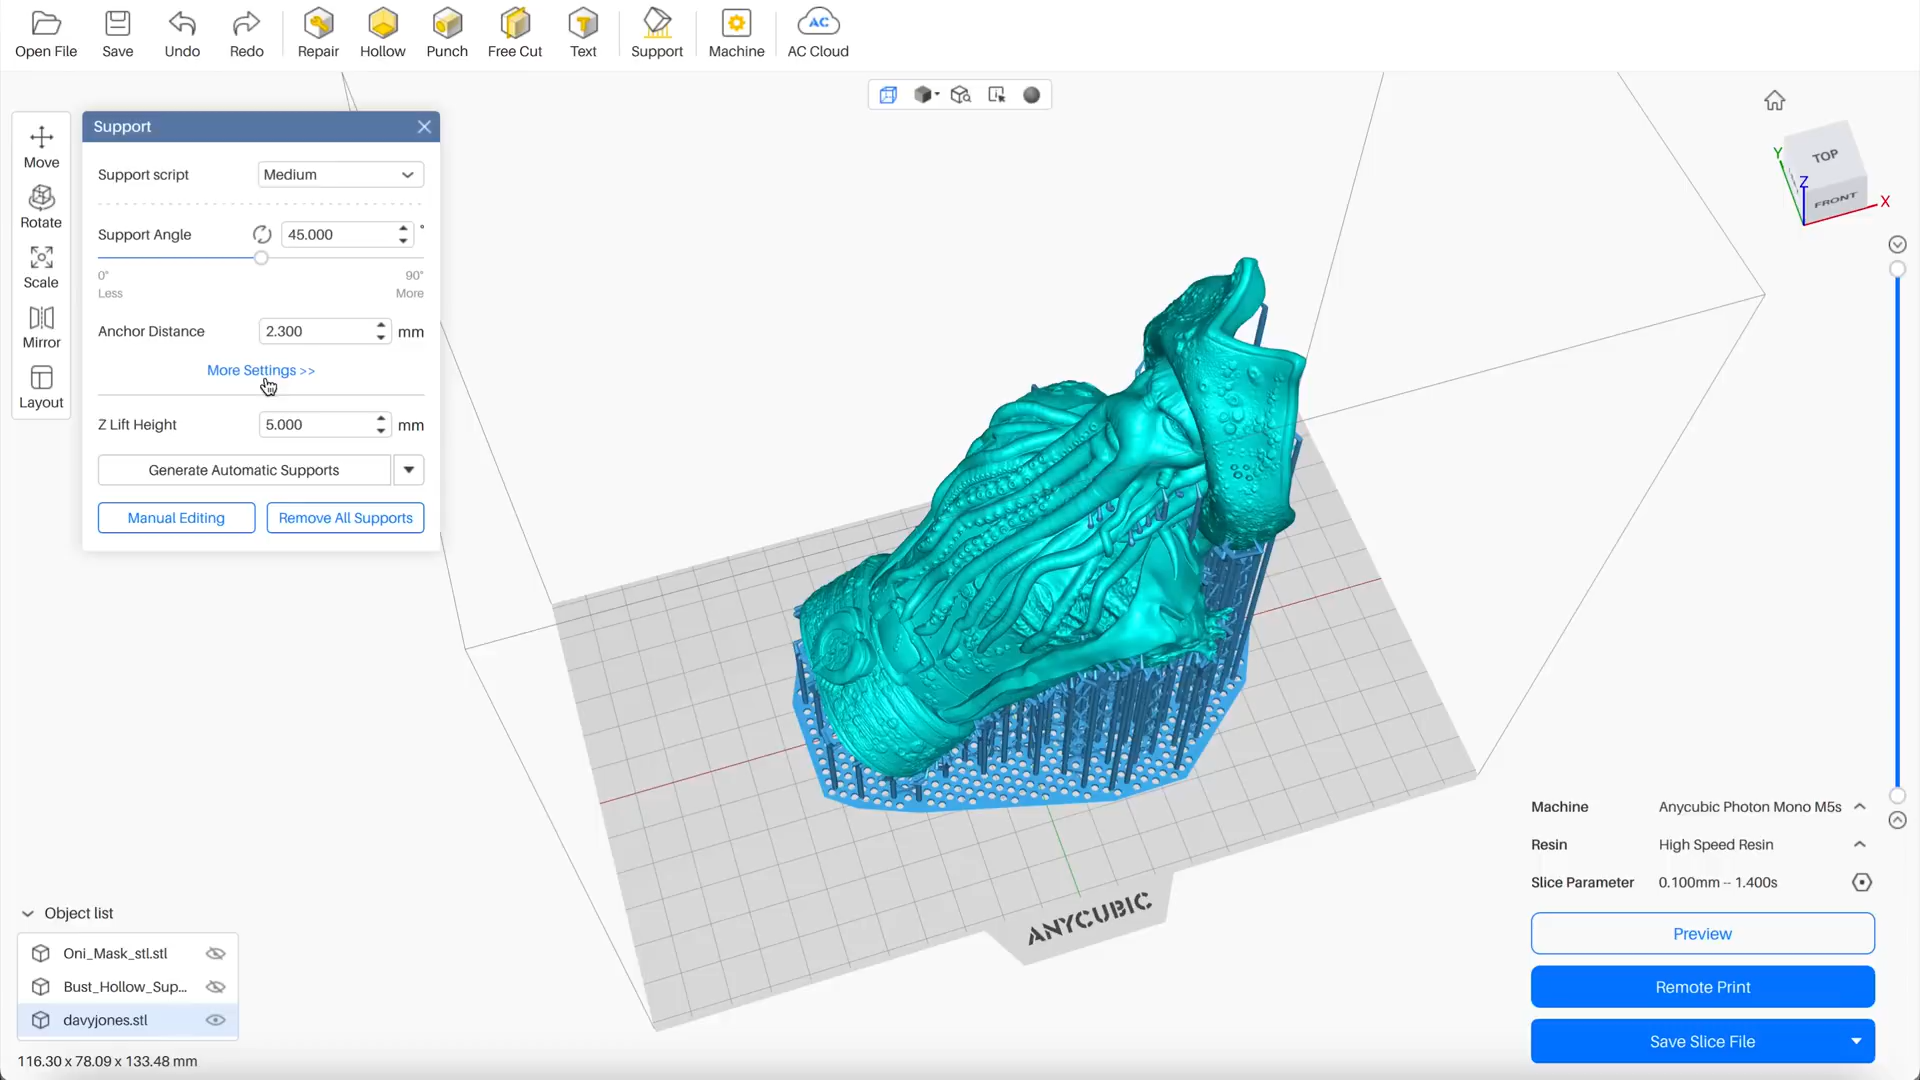 Open File
Save
Undo
Redo
Repair
Hollow
Punch
Free Cut
Text
Support
Machine
AC Cloud
AC
T
Move
Rotate
Scale
Mirror
Layout
Support
Support script
Medium
Support Angle
45.000
°
0°
90°
Less
More
Anchor Distance
2.300
mm
More Settings >>
Z Lift Height
5.000
mm
Generate Automatic Supports
Manual Editing
Remove All Supports
TOP
FRONT
Y
Z
X
ANYCUBIC
Object list
Oni_Mask_stl.stl
Bust_Hollow_Sup...
davyjones.stl
116.30 x 78.09 x 133.48 mm
Machine
Anycubic Photon Mono M5s
Resin
High Speed Resin
Slice Parameter
0.100mm -- 1.400s
Preview
Remote Print
Save Slice File